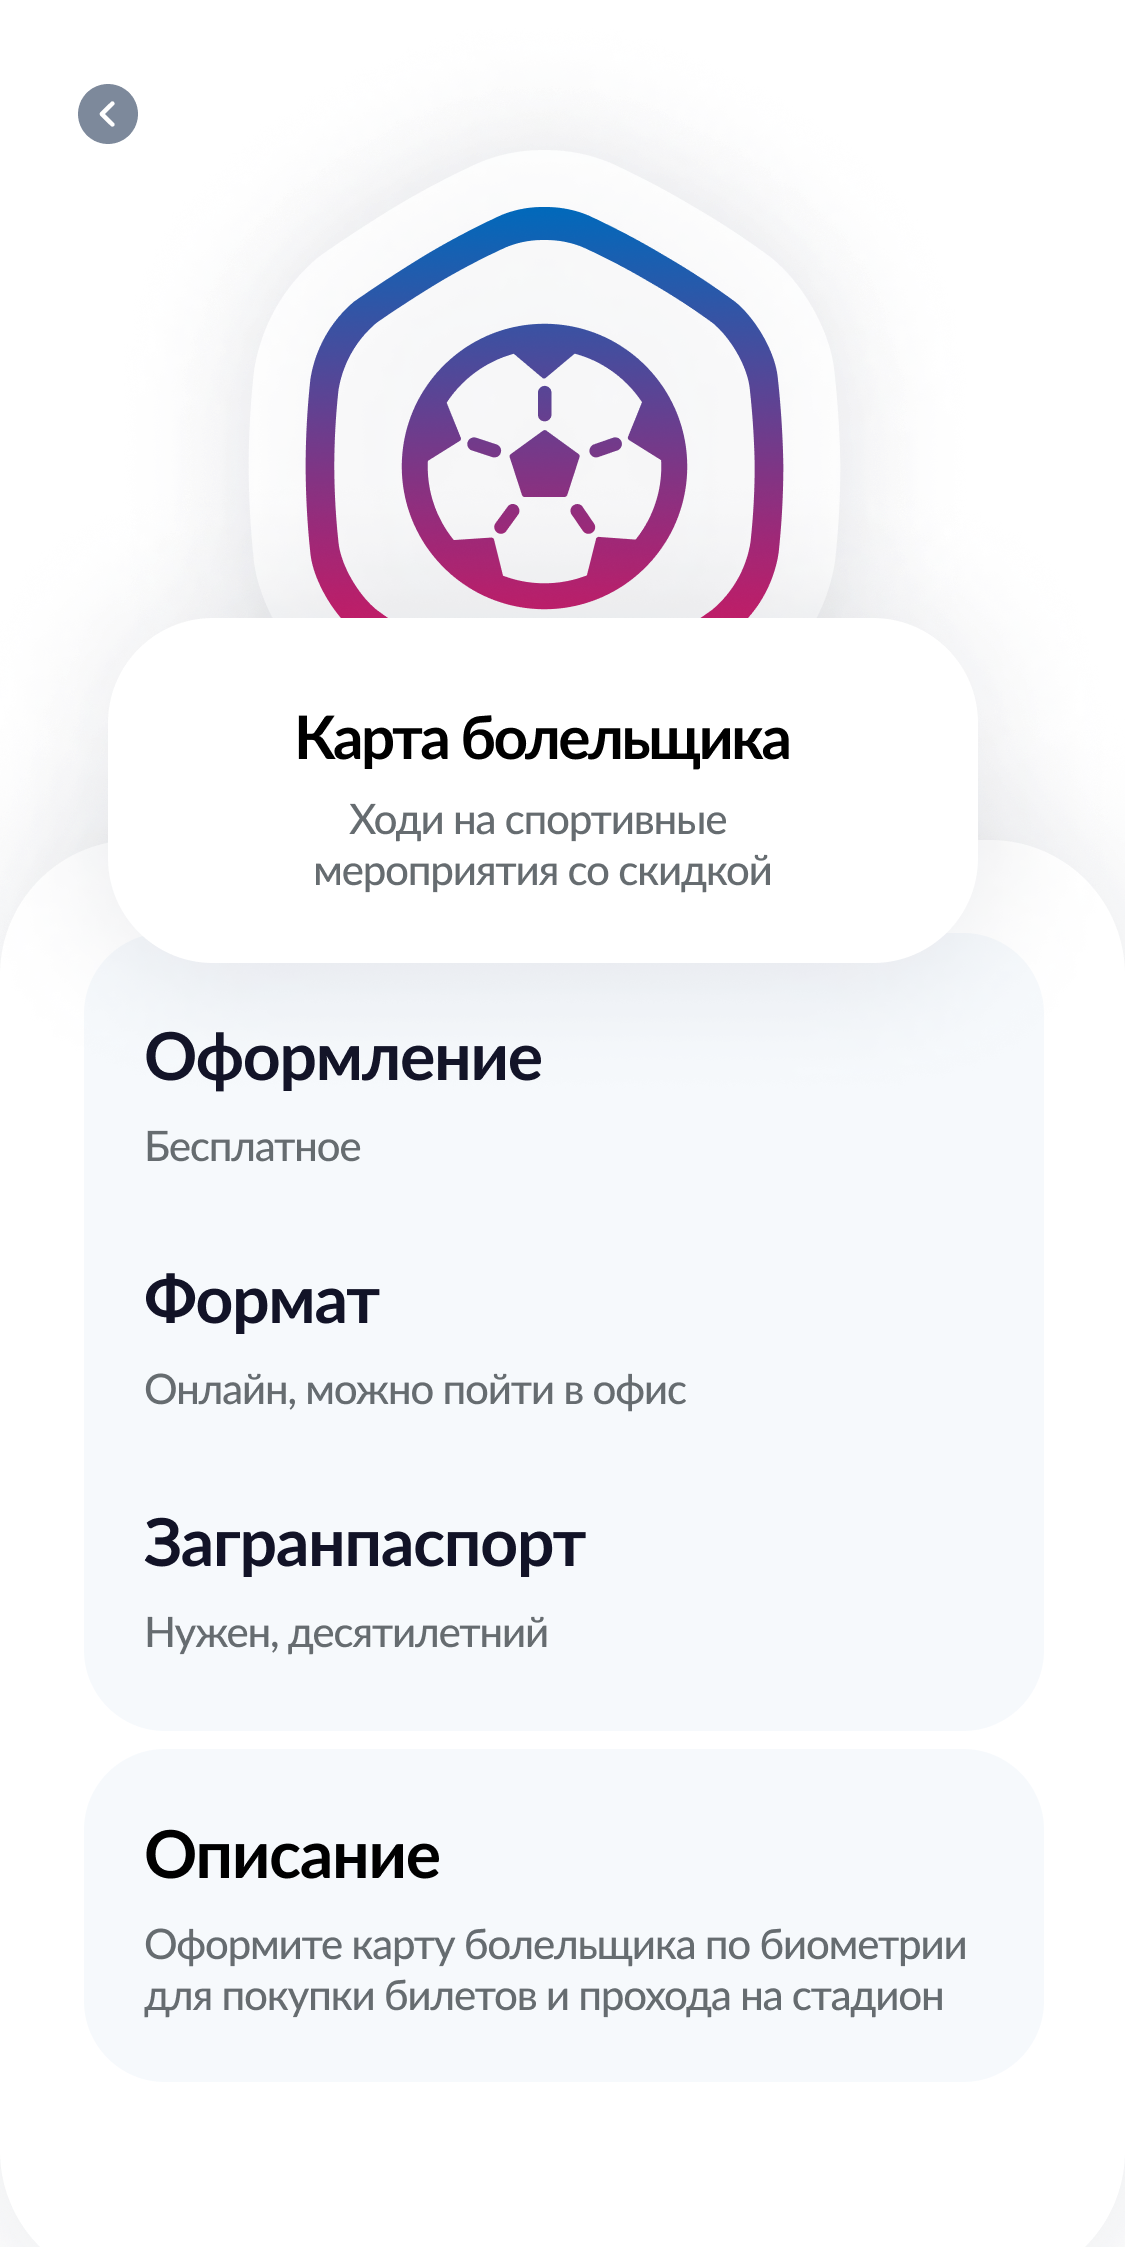 Карта болельщика
Ходи на спортивные
мероприятия со скидкой
Оформление
Бесплатное
Формат
Онлайн, можно пойти в офис
Загранпаспорт
Нужен, десятилетний
Описание
Оформите карту болельщика по биометрии
для покупки билетов и прохода на стадион